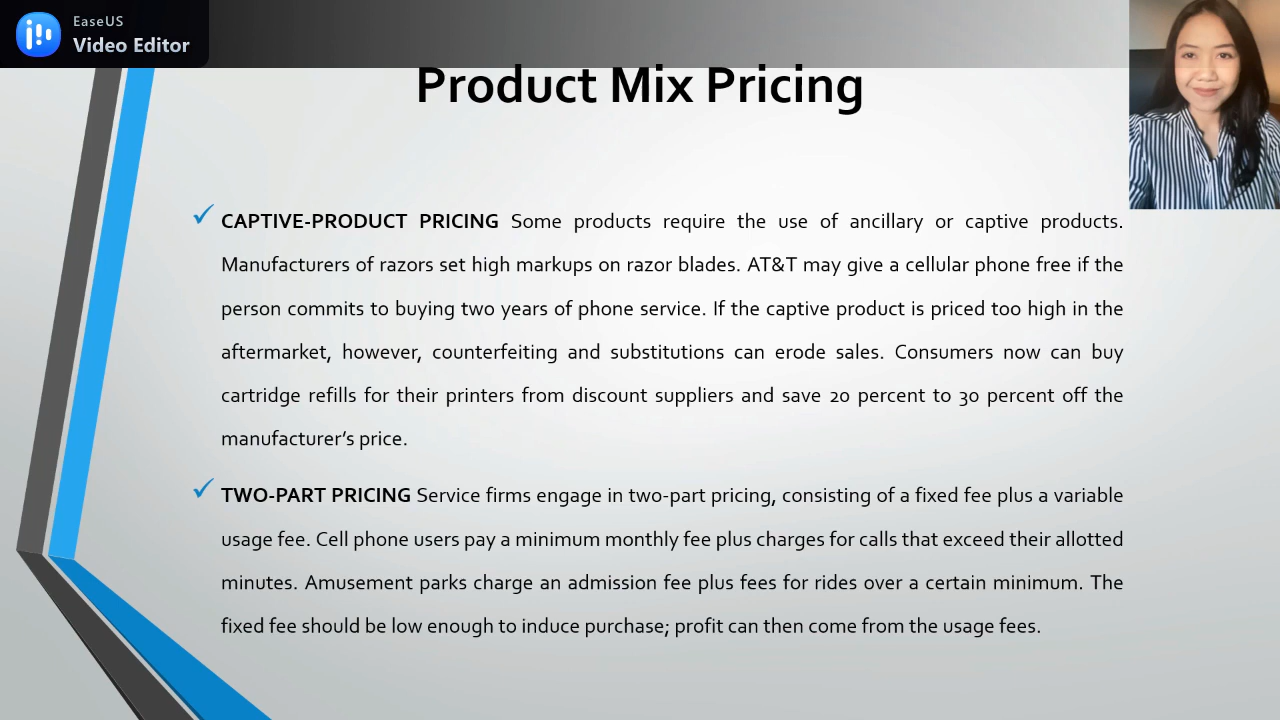 EaseUS
Video Editor
Product Mix Pricing
CAPTIVE-PRODUCT PRICING Some products require the use of ancillary or captive products.
Manufacturers of razors set high markups on razor blades. AT&T may give a cellular phone free if the
person commits to buying two years of phone service. If the captive product is priced too high in the
aftermarket, however, counterfeiting and substitutions can erode sales. Consumers now can buy
cartridge refills for their printers from discount suppliers and save 20 percent to 30 percent off the
manufacturer’s price.
TWO-PART PRICING Service firms engage in two-part pricing, consisting of a fixed fee plus a variable
usage fee. Cell phone users pay a minimum monthly fee plus charges for calls that exceed their allotted
minutes. Amusement parks charge an admission fee plus fees for rides over a certain minimum. The
fixed fee should be low enough to induce purchase; profit can then come from the usage fees.